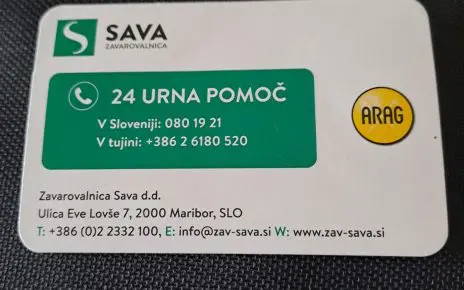 SAVA
ZAVAROVALNICA
24 URNA POMOČ
V Sloveniji: 080 19 21
V tujini: +386 2 6180 520
ARAG
Zavarovalnica Sava d.d.
Ulica Eve Lovše 7, 2000 Maribor, SLO
T: +386 (0)2 2332 100, E: info@zav-sava.si W: www.zav-sava.si